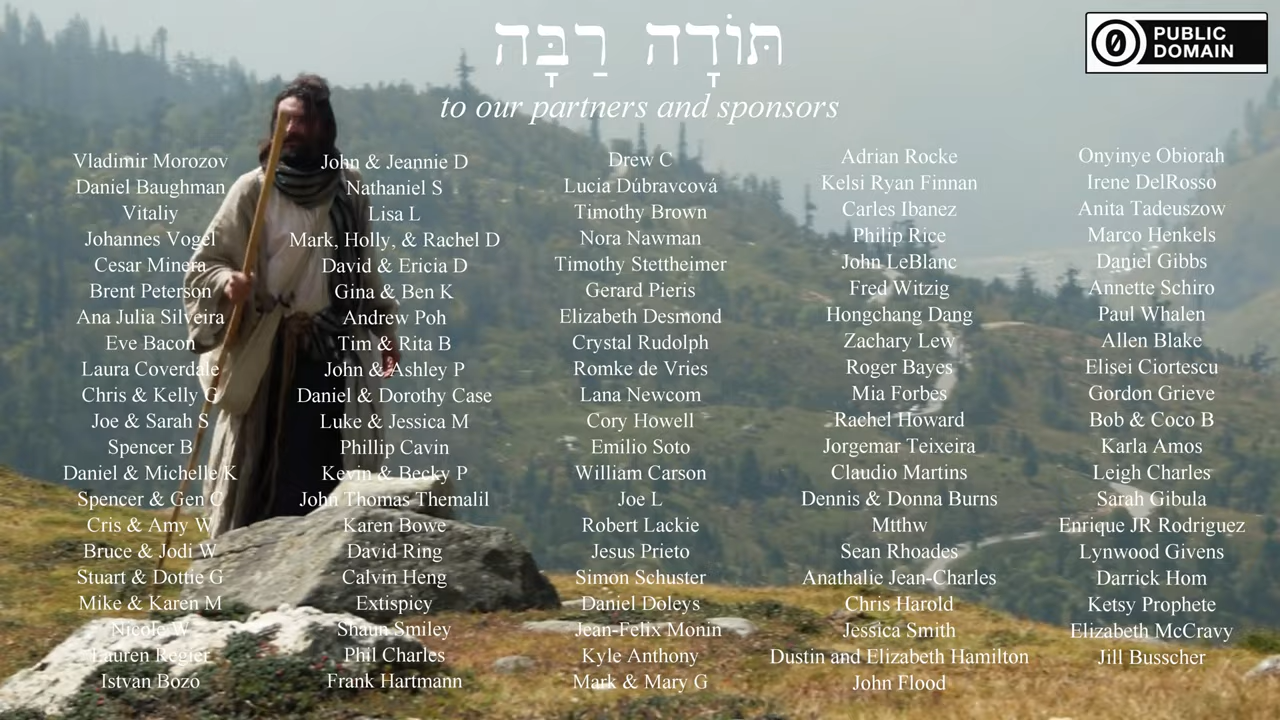 תּוֹדָה רַבָּה
to our partners and sponsors
PUBLIC
DOMAIN
Vladimir Morozov
Daniel Baughman
Vitaliy
Johannes Vogel
Cesar Minera
Brent Peterson
Ana Julia Silveira
Eve Bacon
Laura Coverdale
Chris & Kelly G
Joe & Sarah S
Spencer B
Daniel & Michelle K
Spencer & Gen C
Cris & Amy W
Bruce & Jodi W
Stuart & Dottie G
Mike & Karen M
Nicole W
Lauren Regier
Istvan Bozo
John & Jeannie D
Nathaniel S
Lisa L
Mark, Holly, & Rachel D
David & Ericia D
Gina & Ben K
Andrew Poh
Tim & Rita B
John & Ashley P
Daniel & Dorothy Case
Luke & Jessica M
Phillip Cavin
Kevin & Becky P
John Thomas Themalil
Karen Bowe
David Ring
Calvin Heng
Extispicy
Shaun Smiley
Phil Charles
Frank Hartmann
Drew C
Lucia Dúbravcová
Timothy Brown
Nora Nawman
Timothy Stettheimer
Gerard Pieris
Elizabeth Desmond
Crystal Rudolph
Romke de Vries
Lana Newcom
Cory Howell
Emilio Soto
William Carson
Joe L
Robert Lackie
Jesus Prieto
Simon Schuster
Daniel Doleys
Jean-Felix Monin
Kyle Anthony
Mark & Mary G
Adrian Rocke
Kelsi Ryan Finnan
Carles Ibanez
Philip Rice
John LeBlanc
Fred Witzig
Hongchang Dang
Zachary Lew
Roger Bayes
Mia Forbes
Rachel Howard
Jorgemar Teixeira
Claudio Martins
Dennis & Donna Burns
Mtthw
Sean Rhoades
Anathalie Jean-Charles
Chris Harold
Jessica Smith
Dustin and Elizabeth Hamilton
John Flood
Onyinye Obiorah
Irene DelRosso
Anita Tadeuszow
Marco Henkels
Daniel Gibbs
Annette Schiro
Paul Whalen
Allen Blake
Elisei Ciortescu
Gordon Grieve
Bob & Coco B
Karla Amos
Leigh Charles
Sarah Gibula
Enrique JR Rodriguez
Lynwood Givens
Darrick Hom
Ketsy Prophete
Elizabeth McCravy
Jill Busscher